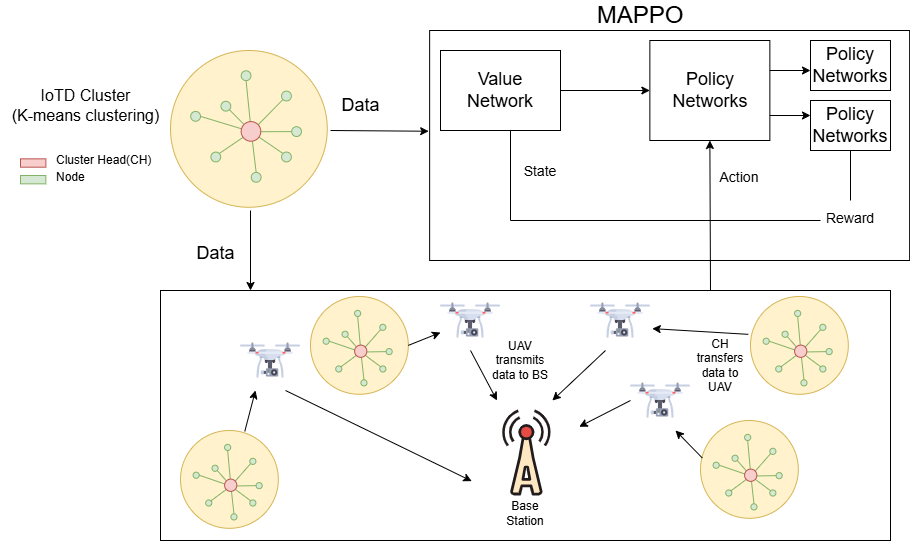 MAPPO
IoTD Cluster
(K-means clustering)
Cluster Head(CH)
Node
Data
Value
Network
Policy
Networks
Policy
Networks
Policy
Networks
State
Action
Reward
Data
UAV
transmits
data to BS
CH
transfers
data to
UAV
Base
Station